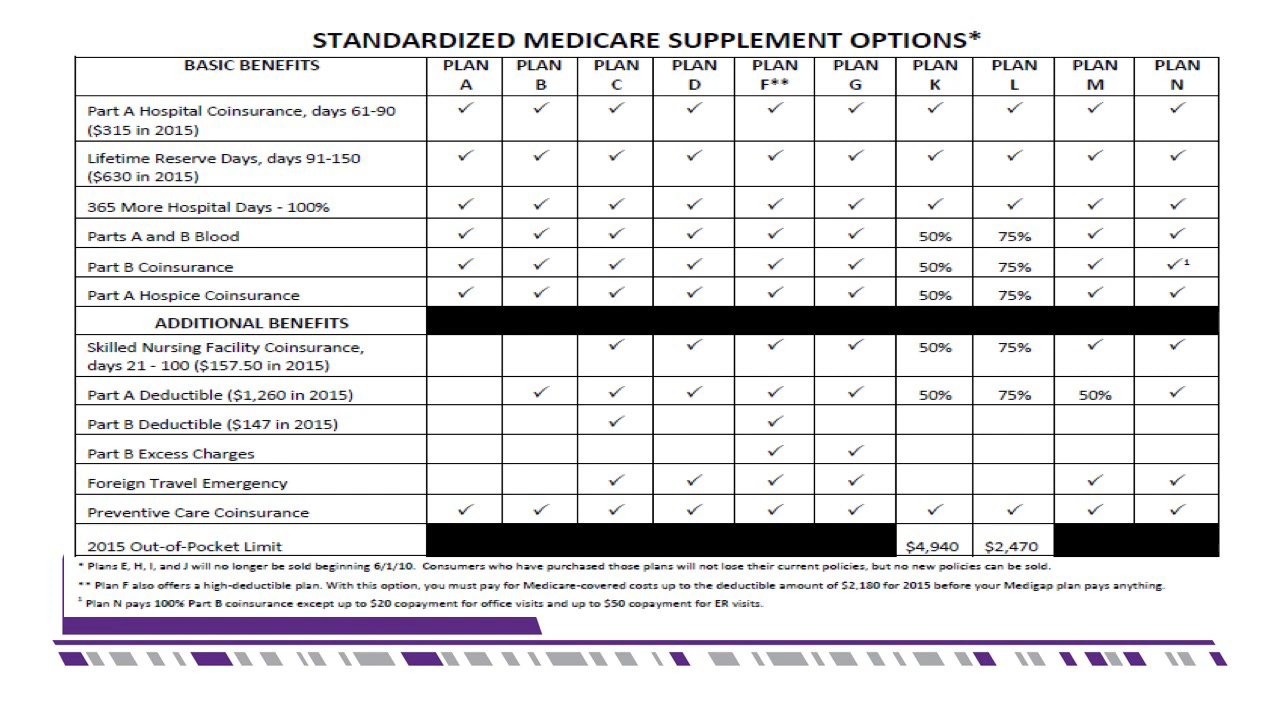 STANDARDIZED MEDICARE SUPPLEMENT OPTIONS*
BASIC BENEFITS PLAN A PLAN B PLAN C PLAN D PLAN F** PLAN G PLAN K PLAN L PLAN M PLAN N
Part A Hospital Coinsurance, days 61-90
($315 in 2015) ✓ ✓ ✓ ✓ ✓ ✓ ✓ ✓ ✓ ✓
Lifetime Reserve Days, days 91-150
($630 in 2015) ✓ ✓ ✓ ✓ ✓ ✓ ✓ ✓ ✓ ✓
365 More Hospital Days - 100% ✓ ✓ ✓ ✓ ✓ ✓ ✓ ✓ ✓ ✓
Parts A and B Blood ✓ ✓ ✓ ✓ ✓ ✓ 50% 75% ✓ ✓
Part B Coinsurance ✓ ✓ ✓ ✓ ✓ ✓ 50% 75% ✓ ✓¹
Part A Hospice Coinsurance ✓ ✓ ✓ ✓ ✓ ✓ 50% 75% ✓ ✓
ADDITIONAL BENEFITS
Skilled Nursing Facility Coinsurance,
days 21 - 100 ($157.50 in 2015) ✓ ✓ ✓ ✓ 50% 75% ✓ ✓
Part A Deductible ($1,260 in 2015) ✓ ✓ ✓ ✓ ✓ 50% 75% 50% ✓
Part B Deductible ($147 in 2015) ✓ ✓
Part B Excess Charges ✓ ✓
Foreign Travel Emergency ✓ ✓ ✓ ✓ ✓ ✓
Preventive Care Coinsurance ✓ ✓ ✓ ✓ ✓ ✓ ✓ ✓ ✓ ✓
2015 Out-of-Pocket Limit $4,940 $2,470
* Plans E, H, I, and J will no longer be sold beginning 6/1/10. Consumers who have purchased those plans will not lose their current policies, but no new policies can be sold.
** Plan F also offers a high-deductible plan. With this option, you must pay for Medicare-covered costs up to the deductible amount of $2,180 for 2015 before your Medigap plan pays anything.
¹ Plan N pays 100% Part B coinsurance except up to $20 copayment for office visits and up to $50 copayment for ER visits.